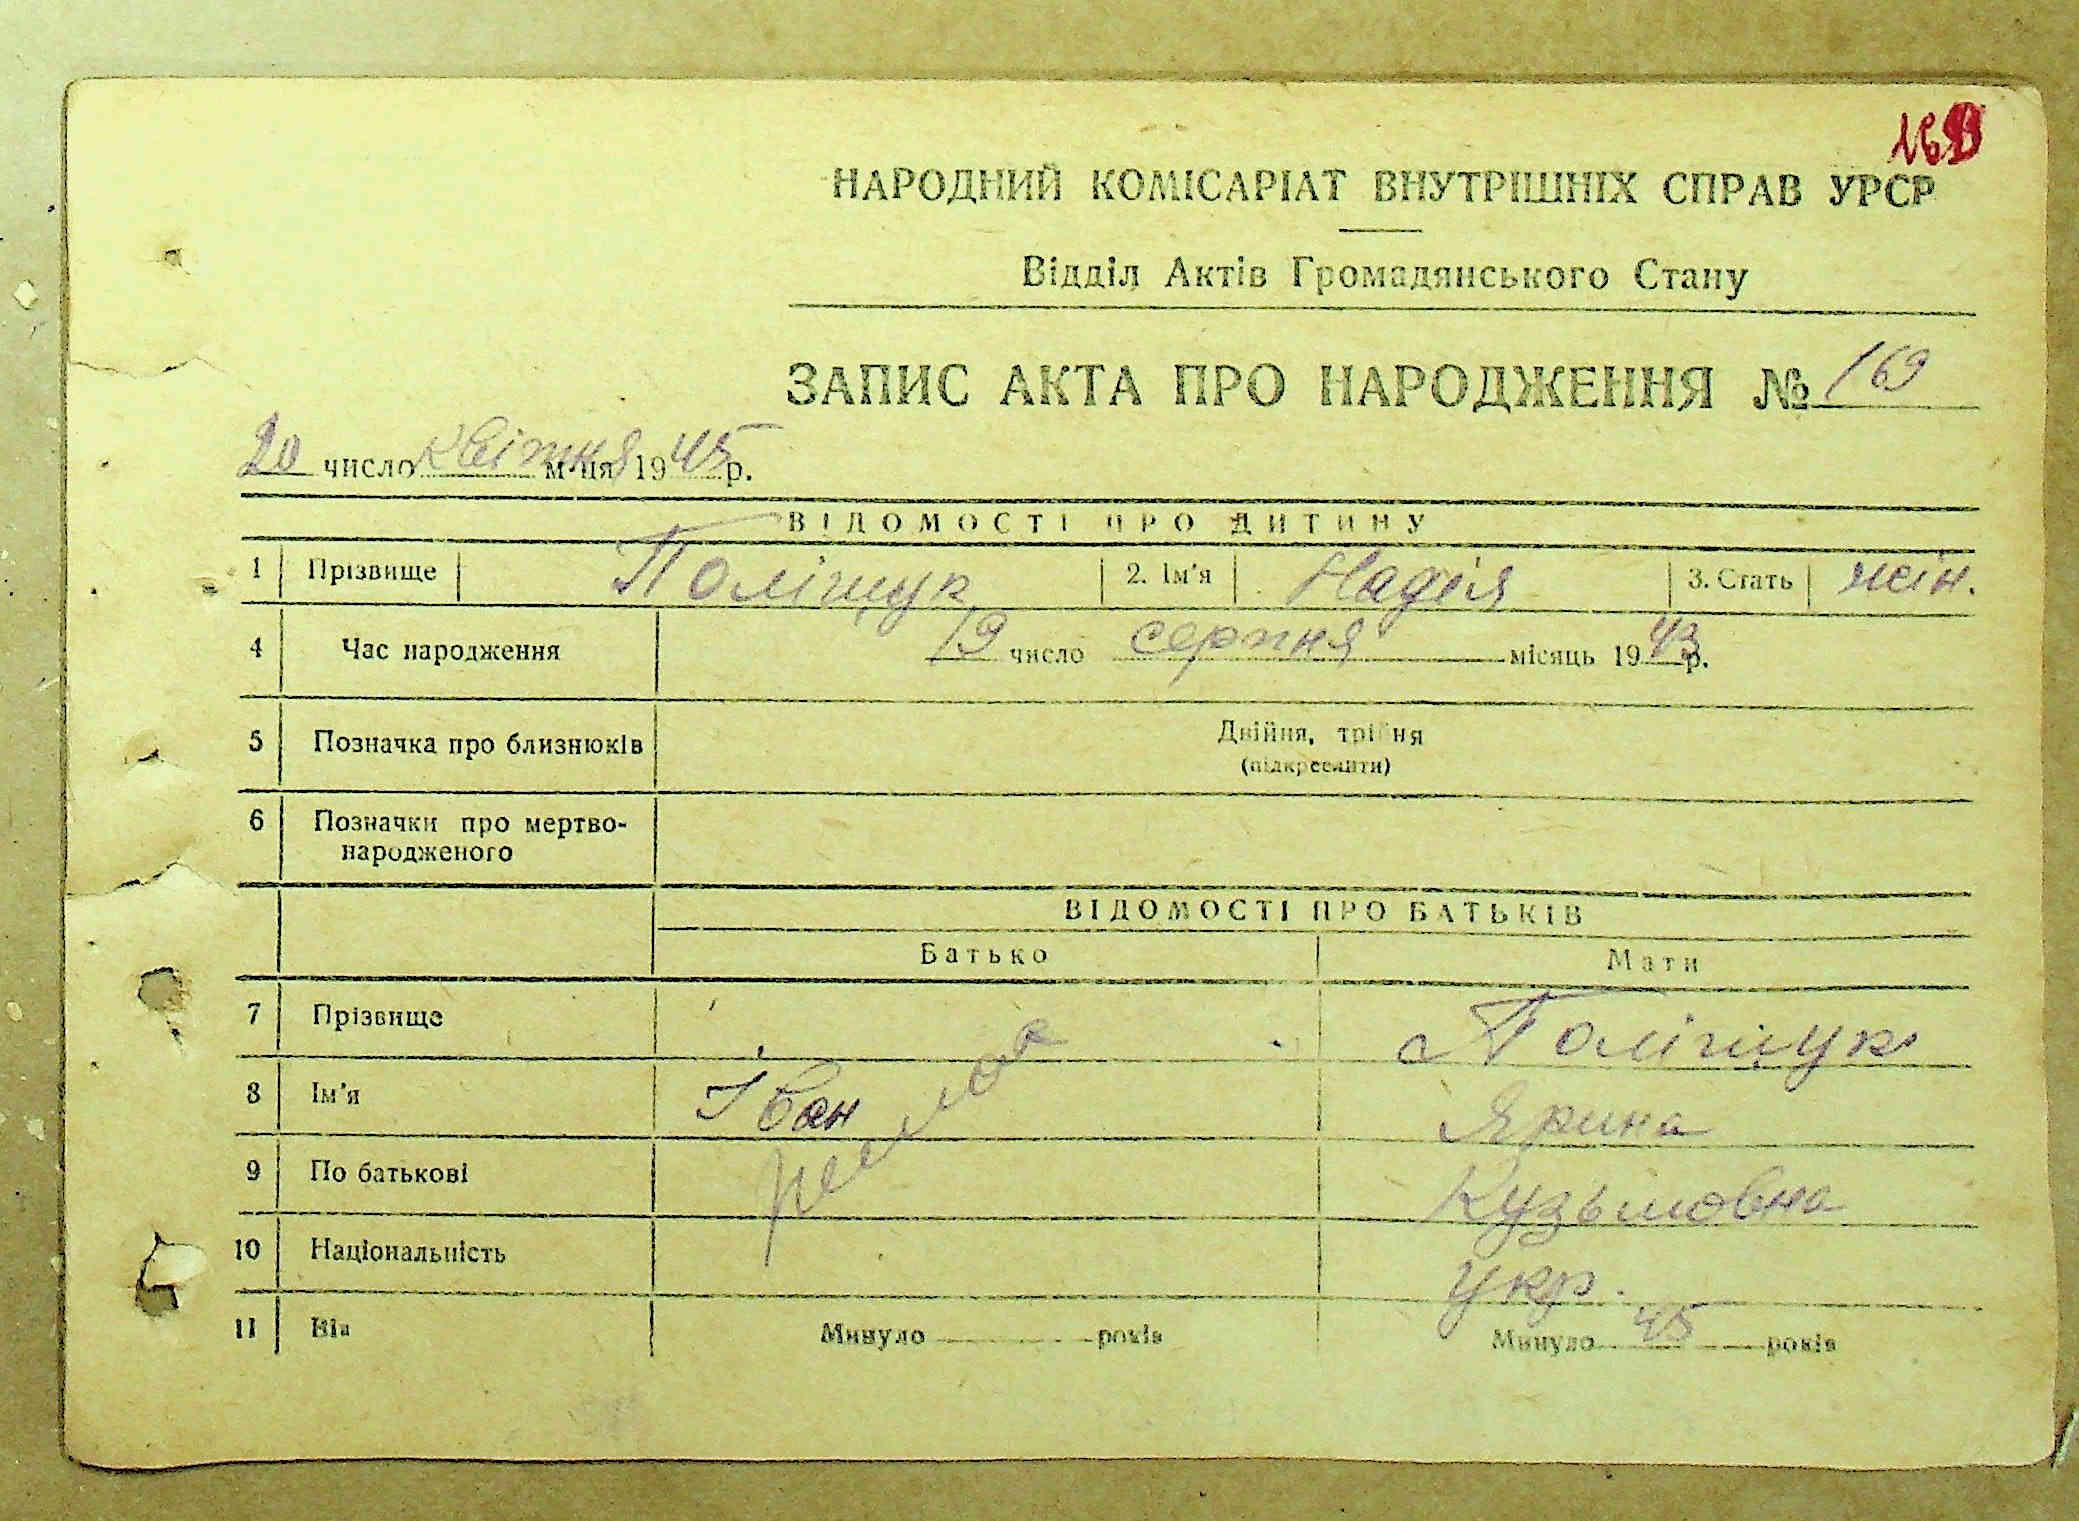 169
НАРОДНИЙ КОМІСАРІАТ ВНУТРІШНІХ СПРАВ УРСР
Відділ Актів Громадянського Стану
ЗАПИС АКТА ПРО НАРОДЖЕННЯ № 169
20 число квітня м-ця 1945 р.
ВІДОМОСТІ ПРО ДИТИНУ
1 Прізвище Поліщук 2. Ім'я Надія 3. Стать жін.
4 Час народження 19 число серпня місяць 1943 р.
5 Позначка про близнюків Двійня, трійня
(підкреслити)
6 Позначки про мертво-
народженого
ВІДОМОСТІ ПРО БАТЬКІВ
Батько Мати
7 Прізвище Поліщук
8 Ім'я Іван Ярина
9 По батькові Кузьмовна
10 Національність укр.
11 Вік Минуло років Минуло 45 років